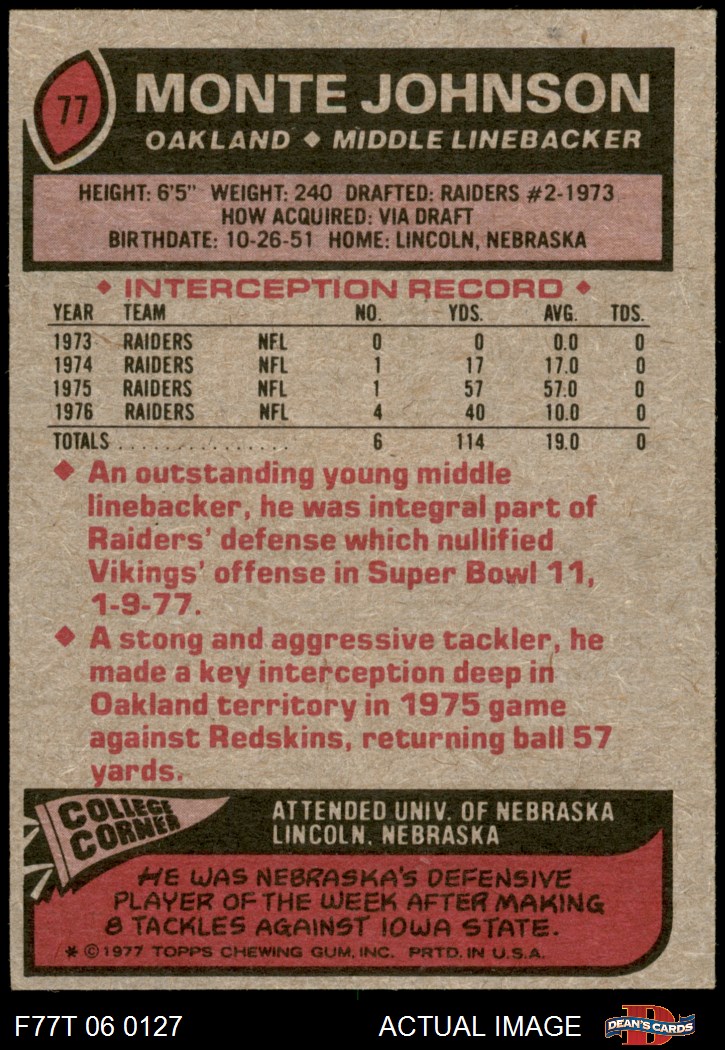 77
MONTE JOHNSON
OAKLAND ◆ MIDDLE LINEBACKER
HEIGHT: 6'5" WEIGHT: 240 DRAFTED: RAIDERS #2-1973
HOW ACQUIRED: VIA DRAFT
BIRTHDATE: 10-26-51 HOME: LINCOLN, NEBRASKA
◆ INTERCEPTION RECORD ◆
YEAR TEAM NO. YDS. AVG. TDS.
1973 RAIDERS NFL 0 0 0.0 0
1974 RAIDERS NFL 1 17 17.0 0
1975 RAIDERS NFL 1 57 57.0 0
1976 RAIDERS NFL 4 40 10.0 0
TOTALS ................ 6 114 19.0 0
◆ An outstanding young middle
linebacker, he was integral part of
Raiders' defense which nullified
Vikings' offense in Super Bowl 11,
1-9-77.
◆ A stong and aggressive tackler, he
made a key interception deep in
Oakland territory in 1975 game
against Redskins, returning ball 57
yards.
COLLEGE
CORNER
ATTENDED UNIV. OF NEBRASKA
LINCOLN, NEBRASKA
HE WAS NEBRASKA'S DEFENSIVE
PLAYER OF THE WEEK AFTER MAKING
8 TACKLES AGAINST IOWA STATE.
* © 1977 TOPPS CHEWING GUM, INC. PRTD. IN U.S.A.
F77T 06 0127 ACTUAL IMAGE
D
DEAN'S CARDS